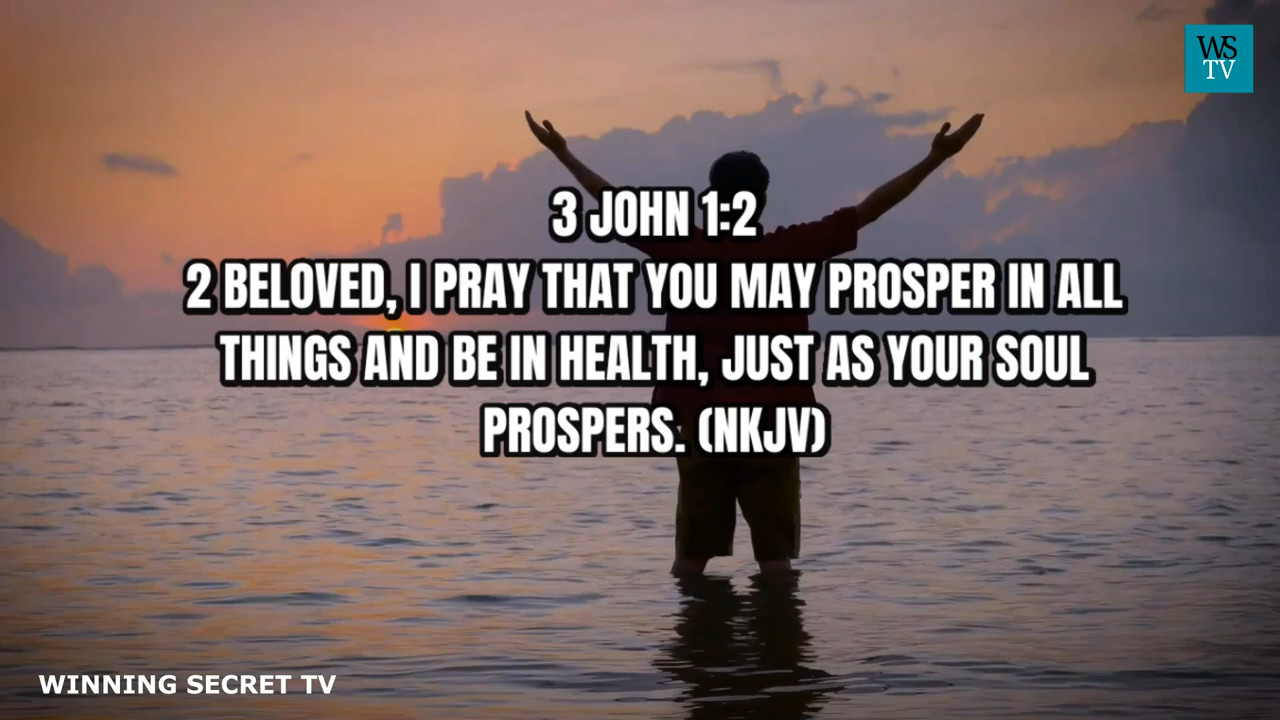 WS
TV
3 JOHN 1:2
2 BELOVED, I PRAY THAT YOU MAY PROSPER IN ALL
THINGS AND BE IN HEALTH, JUST AS YOUR SOUL
PROSPERS. (NKJV)
WINNING SECRET TV